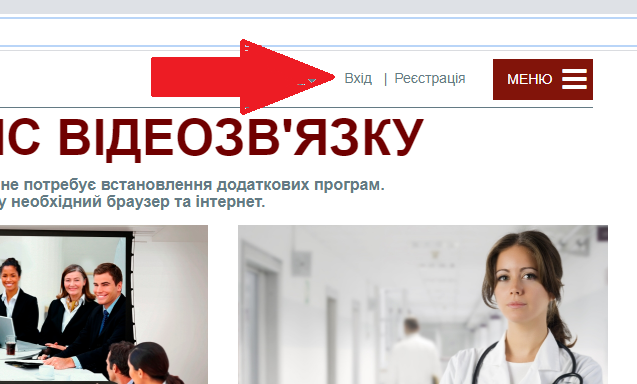 Вхід | Реєстрація МЕНЮ
ІС ВІДЕОЗВ'ЯЗКУ
не потребує встановлення додаткових програм.
у необхідний браузер та інтернет.